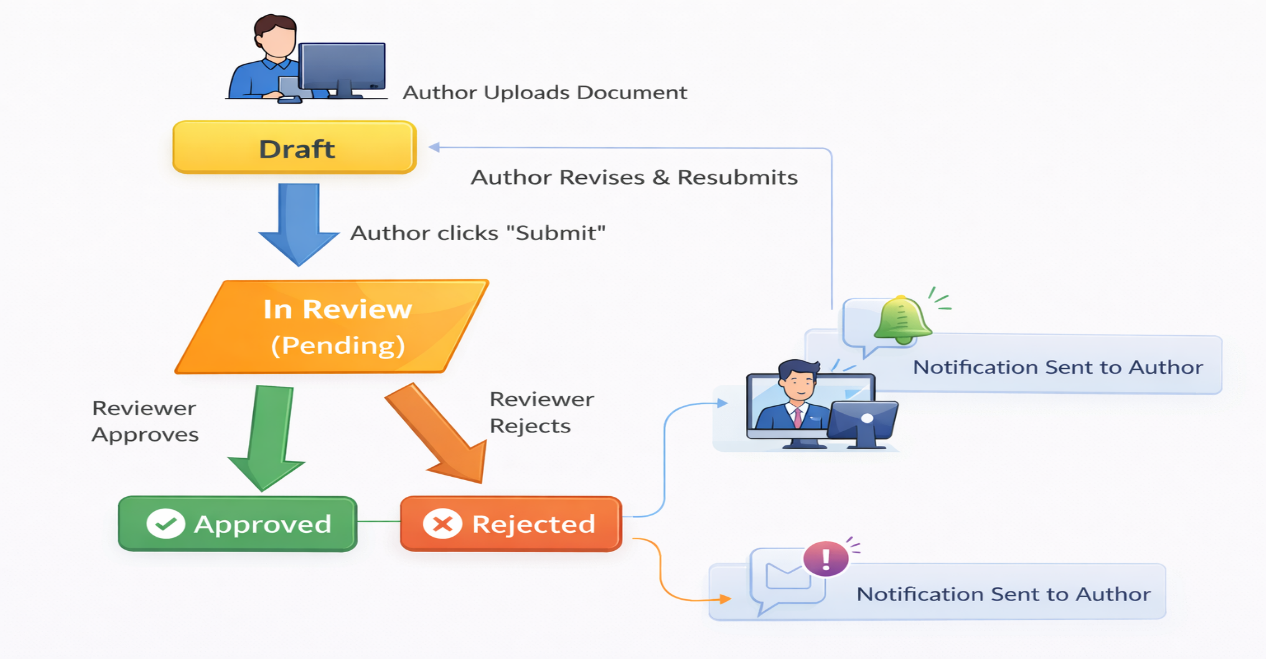 Author Uploads Document
Draft
Author Revises & Resubmits
Author clicks "Submit"
In Review
(Pending)
Reviewer
Approves
Reviewer
Rejects
Notification Sent to Author
Approved
Rejected
Notification Sent to Author